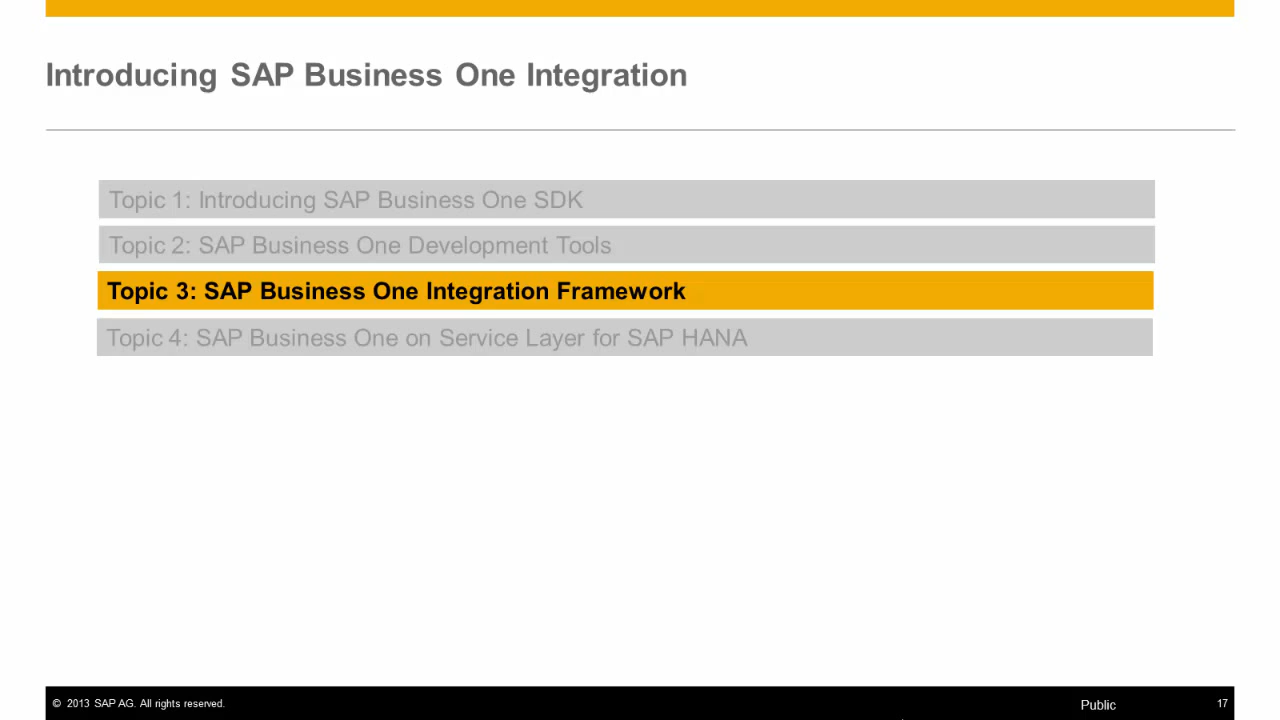 Introducing SAP Business One Integration
Topic 1: Introducing SAP Business One SDK
Topic 2: SAP Business One Development Tools
Topic 3: SAP Business One Integration Framework
Topic 4: SAP Business One on Service Layer for SAP HANA
© 2013 SAP AG. All rights reserved.
Public
17